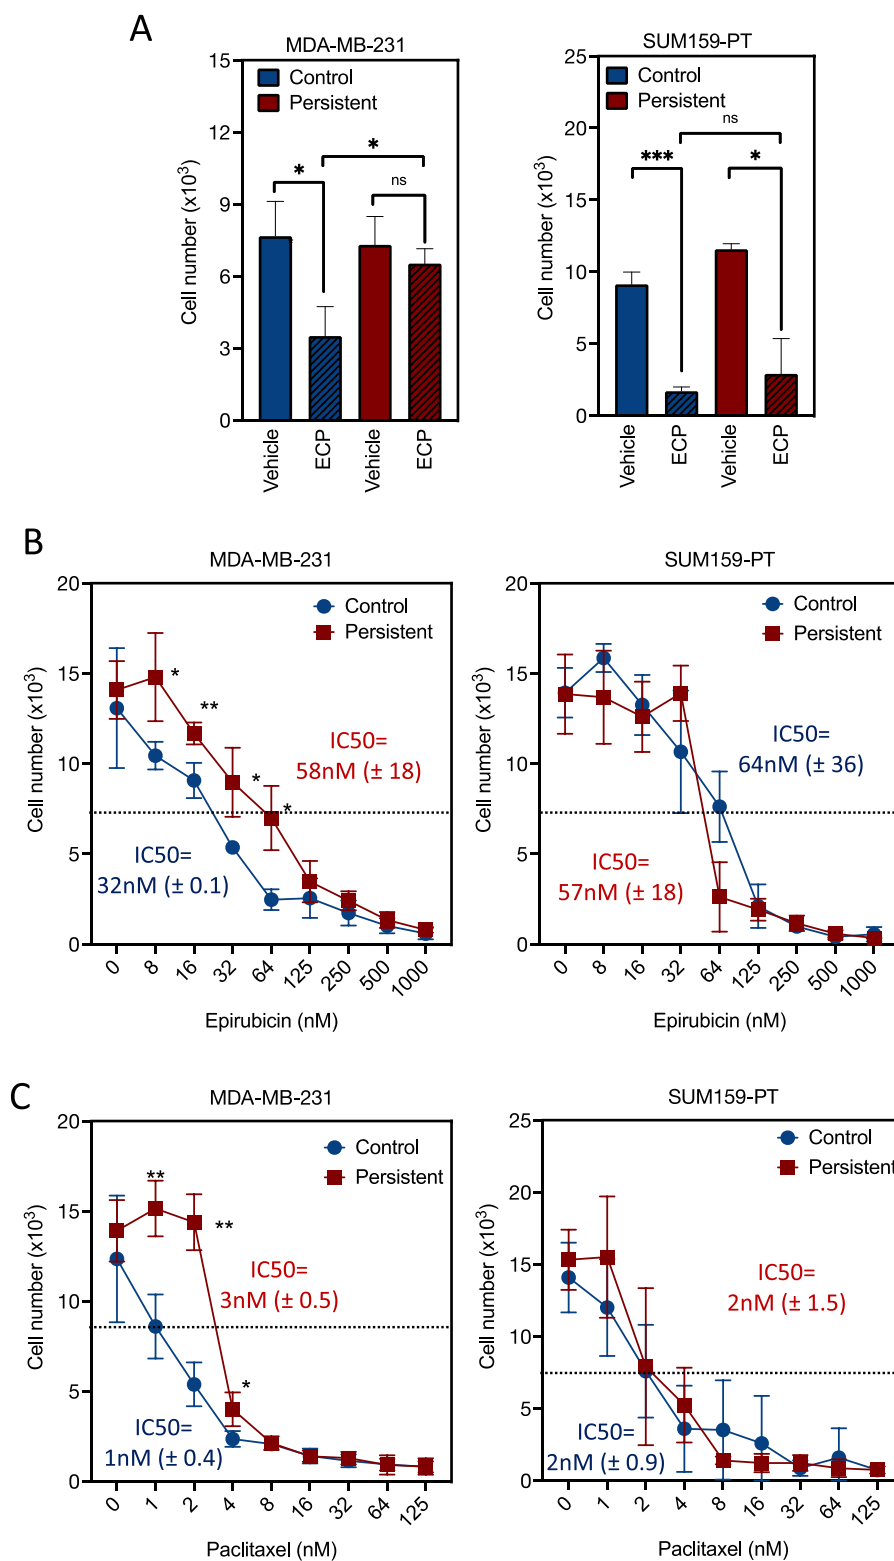 A
MDA-MB-231
SUM159-PT
15
12
9
6
3
0
Cell number (x10³)
Control
Persistent
*
*
ns
Vehicle
ECP
Vehicle
ECP
25
20
15
10
5
0
Cell number (x10³)
Control
Persistent
ns
***
*
Vehicle
ECP
Vehicle
ECP
B
MDA-MB-231
SUM159-PT
20
15
10
5
0
Cell number (x10³)
Control
Persistent
*
**
*
*
IC50=
58nM (± 18)
IC50=
32nM (± 0.1)
0 8 16 32 64 125 250 500 1000
Epirubicin (nM)
20
15
10
5
0
Cell number (x10³)
Control
Persistent
IC50=
64nM (± 36)
IC50=
57nM (± 18)
0 8 16 32 64 125 250 500 1000
Epirubicin (nM)
C
MDA-MB-231
SUM159-PT
20
15
10
5
0
Cell number (x10³)
Control
Persistent
**
**
*
IC50=
3nM (± 0.5)
IC50=
1nM (± 0.4)
0 1 2 4 8 16 32 64 125
Paclitaxel (nM)
25
20
15
10
5
0
Cell number (x10³)
Control
Persistent
IC50=
2nM (± 1.5)
IC50=
2nM (± 0.9)
0 1 2 4 8 16 32 64 125
Paclitaxel (nM)